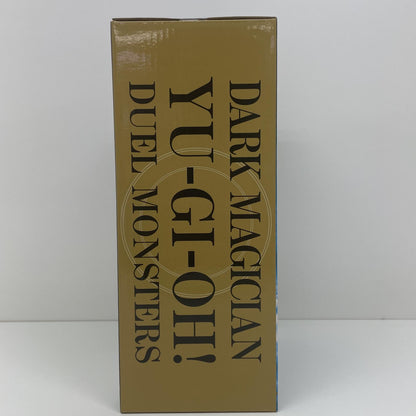 DARK MAGICIAN
YU-GI-OH!
DUEL MONSTERS